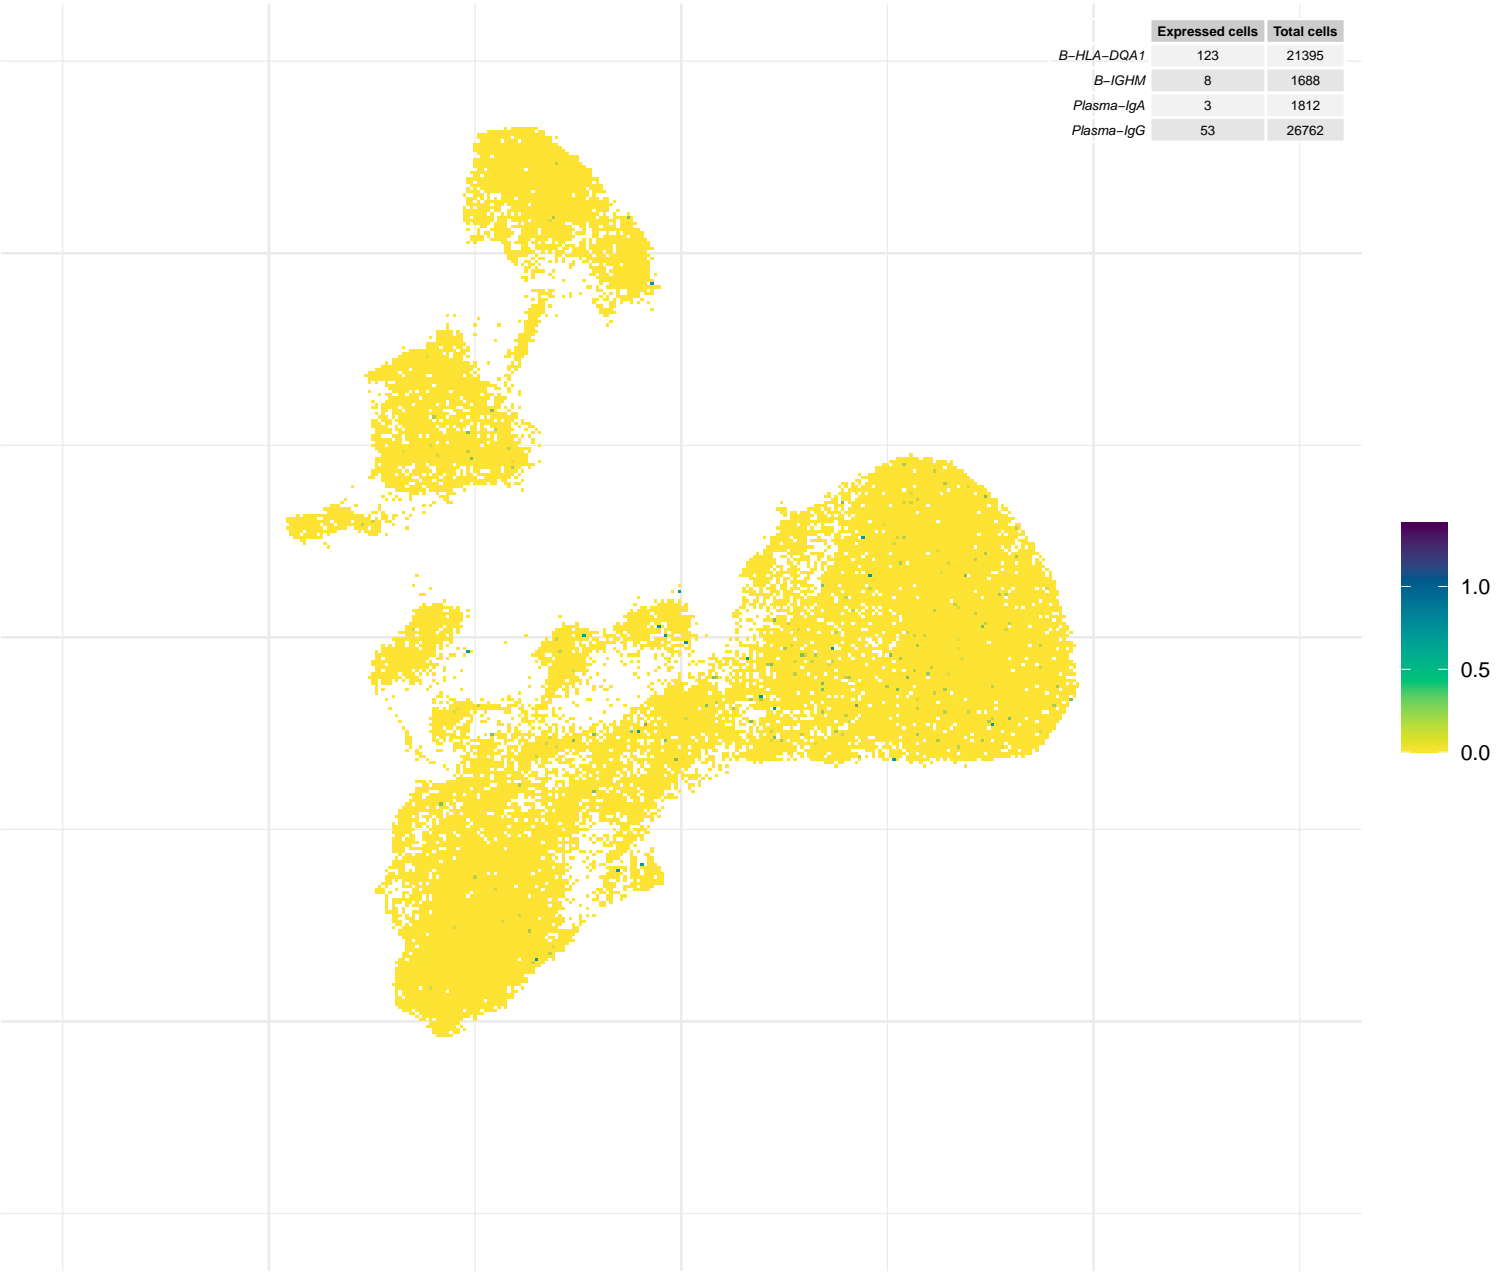 Expressed cells Total cells
B−HLA−DQA1 123 21395
B−IGHM 8 1688
Plasma−IgA 3 1812
Plasma−IgG 53 26762
1.0
0.5
0.0